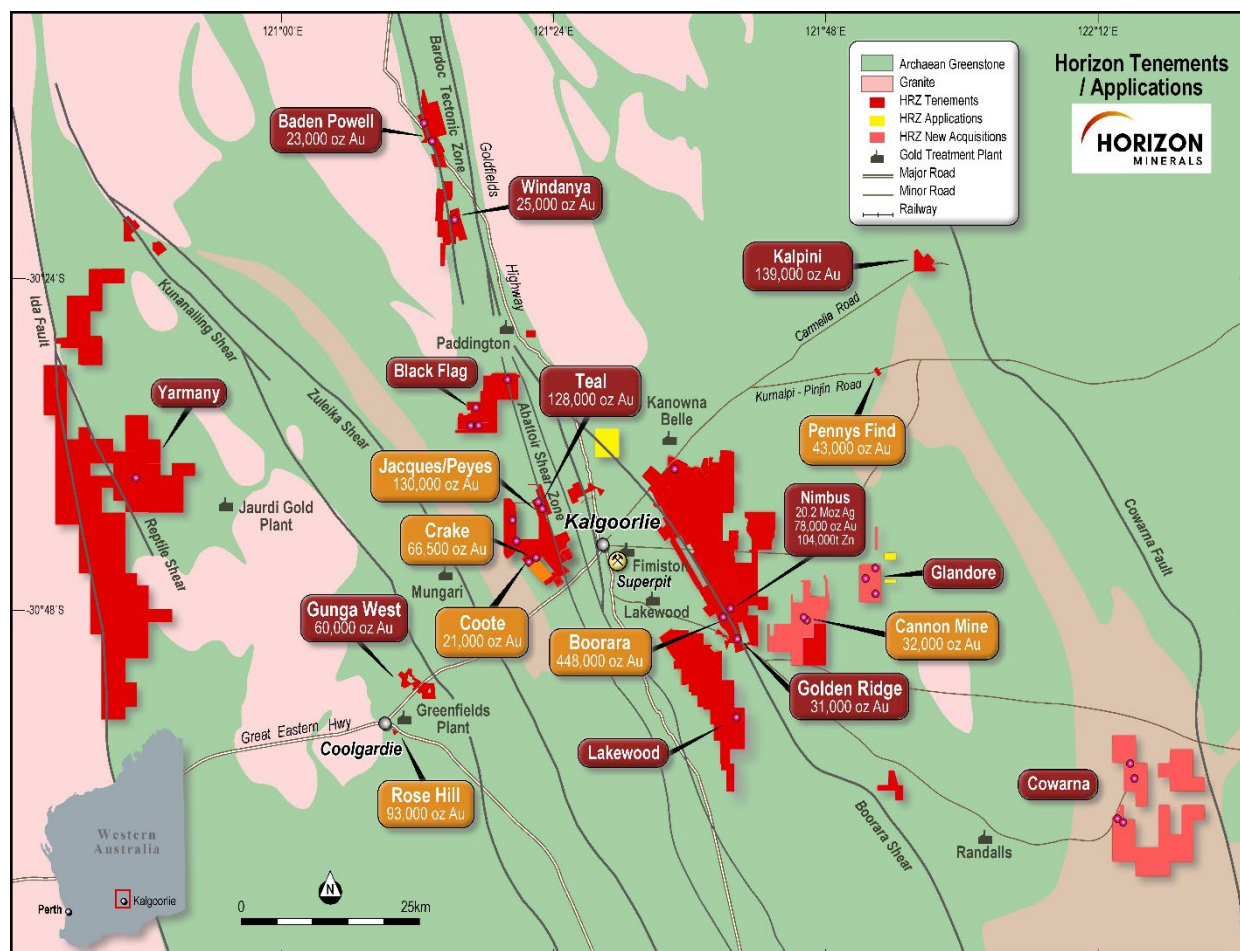 121°00'E
121°24'E
121°48'E
122°12'E
Archaean Greenstone
Granite
HRZ Tenements
HRZ Applications
HRZ New Acquisitions
Gold Treatment Plant
Major Road
Minor Road
Railway
Horizon Tenements
/ Applications
HORIZON
MINERALS
Bardoc Tectonic Zone
Goldfields
Highway
Baden Powell
23,000 oz Au
Windanya
25,000 oz Au
Kalpini
139,000 oz Au
-30°24'S
Ida Fault
Kunanalling Shear
Zuleika Shear
Carmelia Road
Paddington
Black Flag
Teal
128,000 oz Au
Abattoir Shear Zone
Kanowna
Belle
Kurnalpi - Pinjin Road
Yarmany
Pennys Find
43,000 oz Au
Jacques/Peyes
130,000 oz Au
Jaurdi Gold
Plant
Reptile Shear
Crake
66,500 oz Au
Kalgoorlie
Nimbus
20.2 Moz Ag
78,000 oz Au
104,000t Zn
Cowarna Fault
Fimiston
Superpit
Glandore
Mungari
Lakewood
-30°48'S
Gunga West
60,000 oz Au
Coote
21,000 oz Au
Boorara
448,000 oz Au
Cannon Mine
32,000 oz Au
Golden Ridge
31,000 oz Au
Greenfields
Plant
Great Eastern Hwy
Coolgardie
Lakewood
Cowarna
Rose Hill
93,000 oz Au
Boorara Shear
Randalls
Western
Australia
Kalgoorlie
Perth
N
0
25km